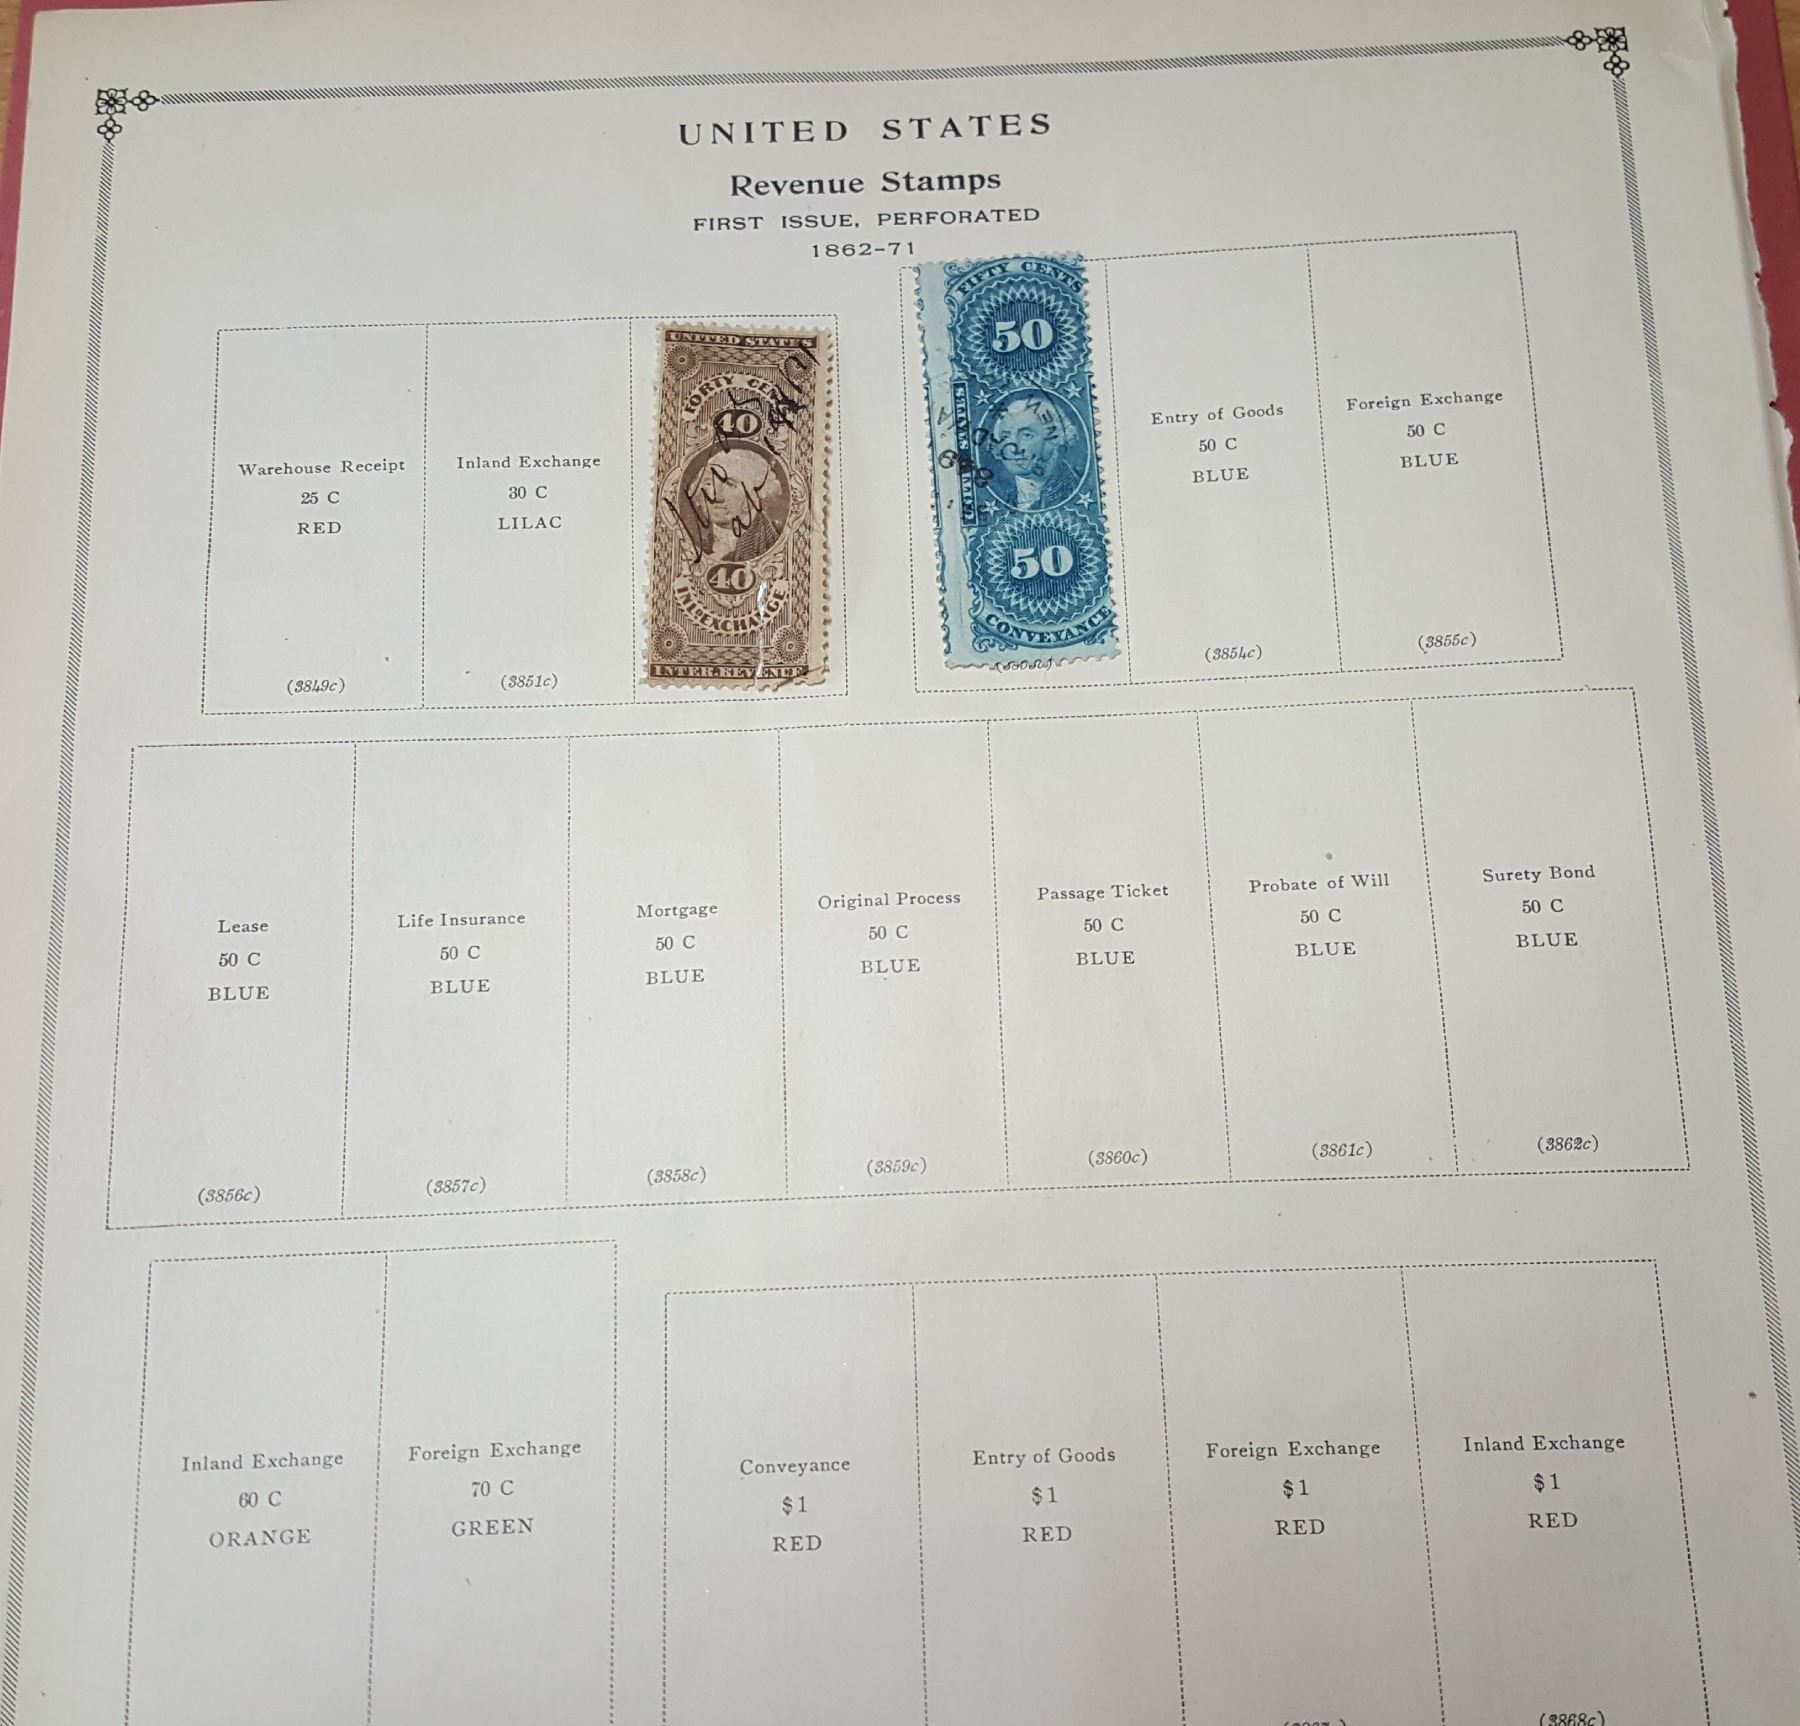 UNITED STATES
Revenue Stamps
FIRST ISSUE, PERFORATED
1862-71
Warehouse Receipt
25 C
RED
(3849c)
Inland Exchange
30 C
LILAC
(3851c)
UNITED STATES
FORTY CENTS
40
40
IN'D EXCHANGE
INTER. REVENUE
FIFTY CENTS
50
STATES
UNITED
50
CONVEYANCE
Entry of Goods
50 C
BLUE
(3854c)
Foreign Exchange
50 C
BLUE
(3855c)
Lease
50 C
BLUE
(3856c)
Life Insurance
50 C
BLUE
(3857c)
Mortgage
50 C
BLUE
(3858c)
Original Process
50 C
BLUE
(3859c)
Passage Ticket
50 C
BLUE
(3860c)
Probate of Will
50 C
BLUE
(3861c)
Surety Bond
50 C
BLUE
(3862c)
Inland Exchange
60 C
ORANGE
Foreign Exchange
70 C
GREEN
Conveyance
$1
RED
Entry of Goods
$1
RED
Foreign Exchange
$1
RED
Inland Exchange
$1
RED
(3868c)